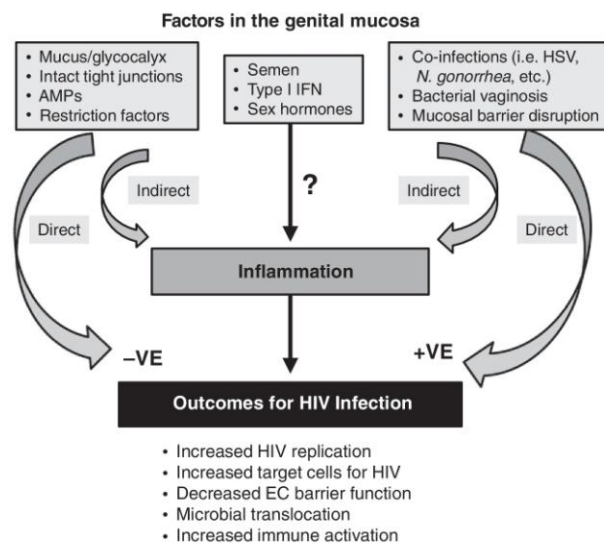 Factors in the genital mucosa
• Mucus/glycocalyx
• Intact tight junctions
• AMPs
• Restriction factors
• Semen
• Type I IFN
• Sex hormones
• Co-infections (i.e. HSV,
N. gonorrhea, etc.)
• Bacterial vaginosis
• Mucosal barrier disruption
Indirect
?
Indirect
Direct
Direct
Inflammation
–VE
+VE
Outcomes for HIV Infection
• Increased HIV replication
• Increased target cells for HIV
• Decreased EC barrier function
• Microbial translocation
• Increased immune activation